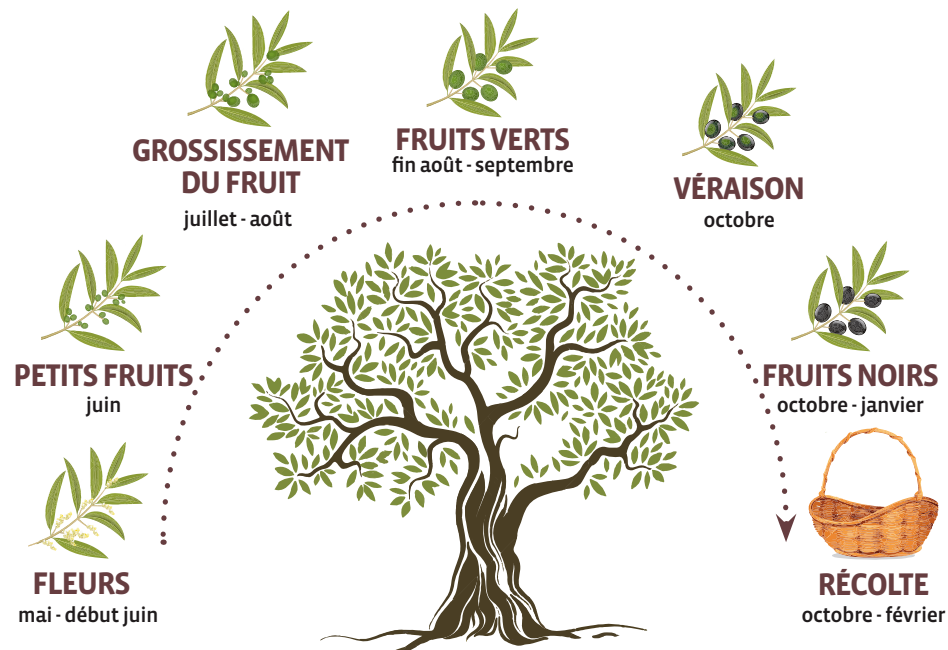 FLEURS
mai - début juin
PETITS FRUITS
juin
GROSSISSEMENT
DU FRUIT
juillet - août
FRUITS VERTS
fin août - septembre
VÉRAISON
octobre
FRUITS NOIRS
octobre - janvier
RÉCOLTE
octobre - février